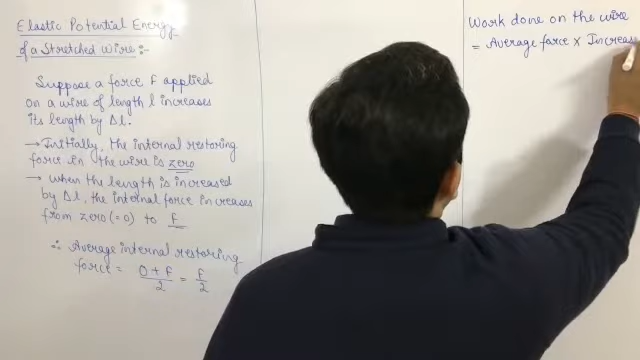 Elastic Potential Energy
of a Stretched Wire :-
Suppose a force F applied
on a wire of length l increases
its length by Δl.
→ Initially, the internal restoring
force in the wire is zero
→ When the length is increased
by Δl, the internal force increases
from zero (=0) to F
∴ Average internal restoring
force = 0 + F / 2 = F / 2
Work done on the wire
= Average force × Increas